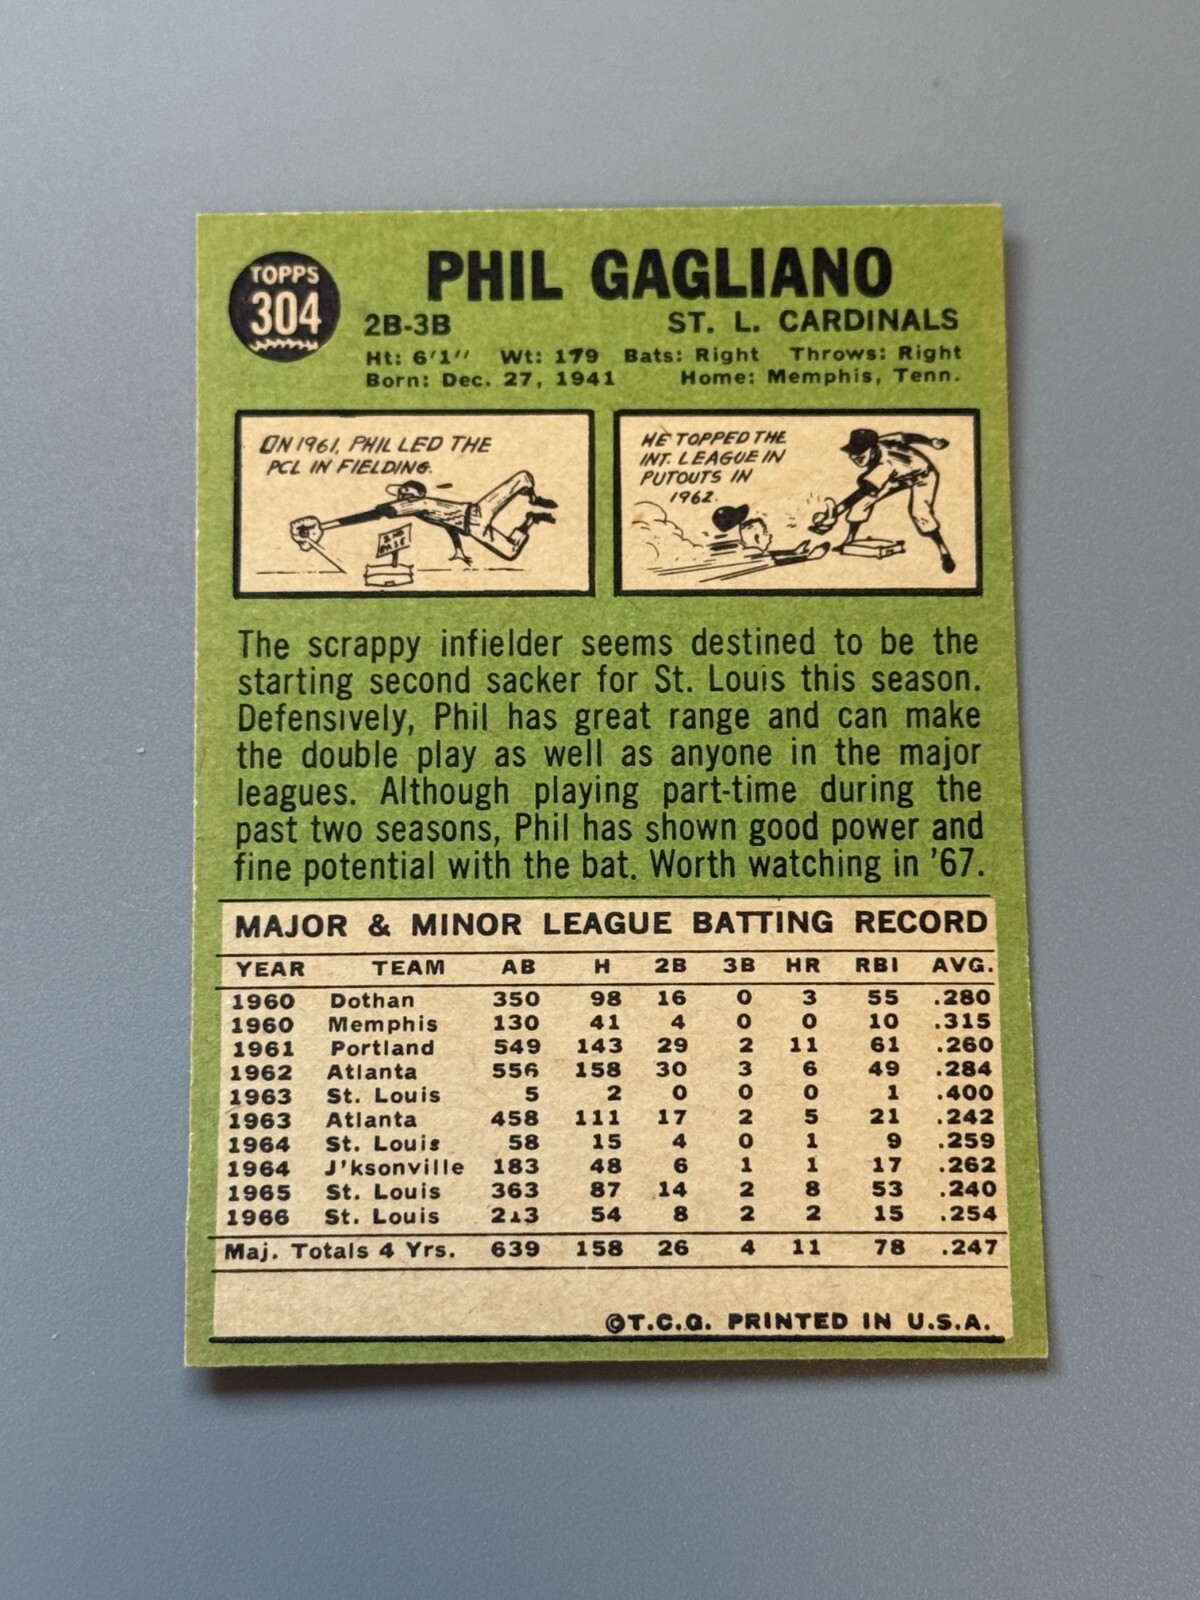 TOPPS
304
PHIL GAGLIANO
2B-3B ST. L. CARDINALS
Ht: 6'1" Wt: 179 Bats: Right Throws: Right
Born: Dec. 27, 1941 Home: Memphis, Tenn.
ON 1961, PHIL LED THE
PCL IN FIELDING.
2ND
BASE
HE TOPPED THE
INT. LEAGUE IN
PUTOUTS IN
1962.
The scrappy infielder seems destined to be the
starting second sacker for St. Louis this season.
Defensively, Phil has great range and can make
the double play as well as anyone in the major
leagues. Although playing part-time during the
past two seasons, Phil has shown good power and
fine potential with the bat. Worth watching in '67.
MAJOR & MINOR LEAGUE BATTING RECORD
YEAR TEAM AB H 2B 3B HR RBI AVG.
1960 Dothan 350 98 16 0 3 55 .280
1960 Memphis 130 41 4 0 0 10 .315
1961 Portland 549 143 29 2 11 61 .260
1962 Atlanta 556 158 30 3 6 49 .284
1963 St. Louis 5 2 0 0 0 1 .400
1963 Atlanta 458 111 17 2 5 21 .242
1964 St. Louis 58 15 4 0 1 9 .259
1964 J'ksonville 183 48 6 1 1 17 .262
1965 St. Louis 363 87 14 2 8 53 .240
1966 St. Louis 213 54 8 2 2 15 .254
Maj. Totals 4 Yrs. 639 158 26 4 11 78 .247
©T.C.G. PRINTED IN U.S.A.